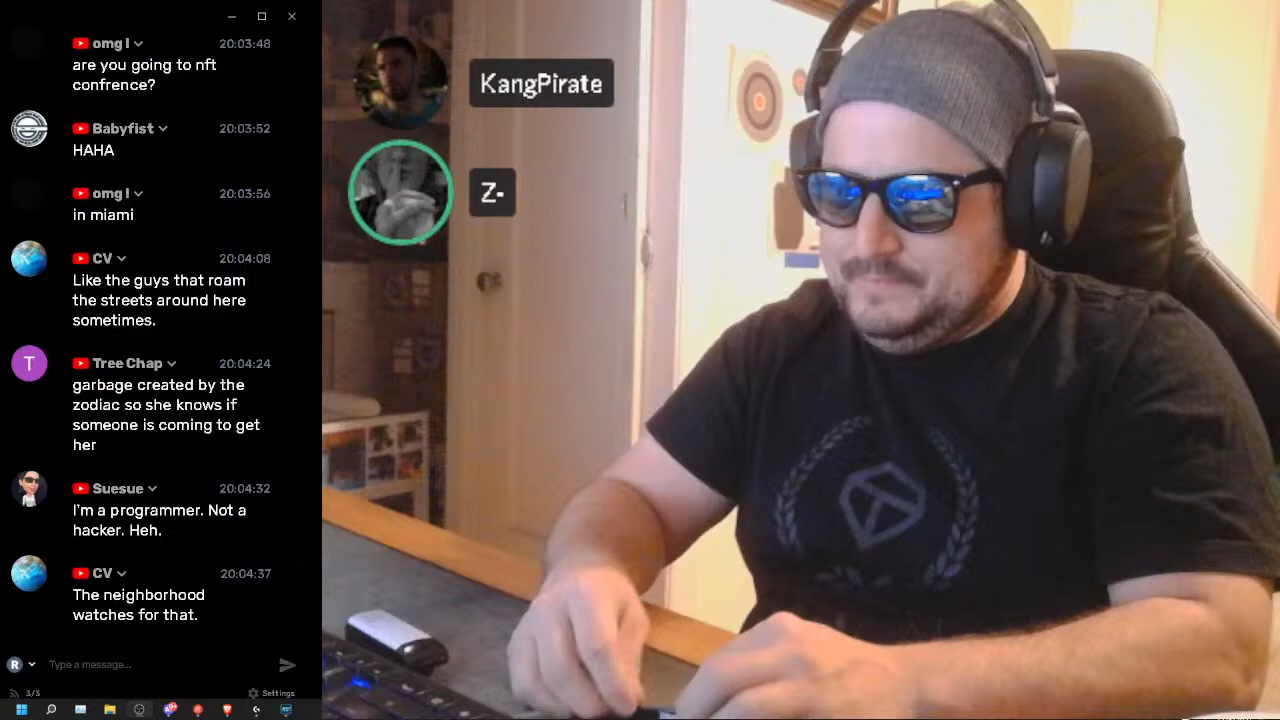 omg I
20:03:48
are you going to nft
confrence?
Babyfist
20:03:52
HAHA
omg I
20:03:56
in miami
CV
20:04:08
Like the guys that roam
the streets around here
sometimes.
T
Tree Chap
20:04:24
garbage created by the
zodiac so she knows if
someone is coming to get
her
Suesue
20:04:32
I'm a programmer. Not a
hacker. Heh.
CV
20:04:37
The neighborhood
watches for that.
R
Type a message...
3/3
Settings
KangPirate
Z-